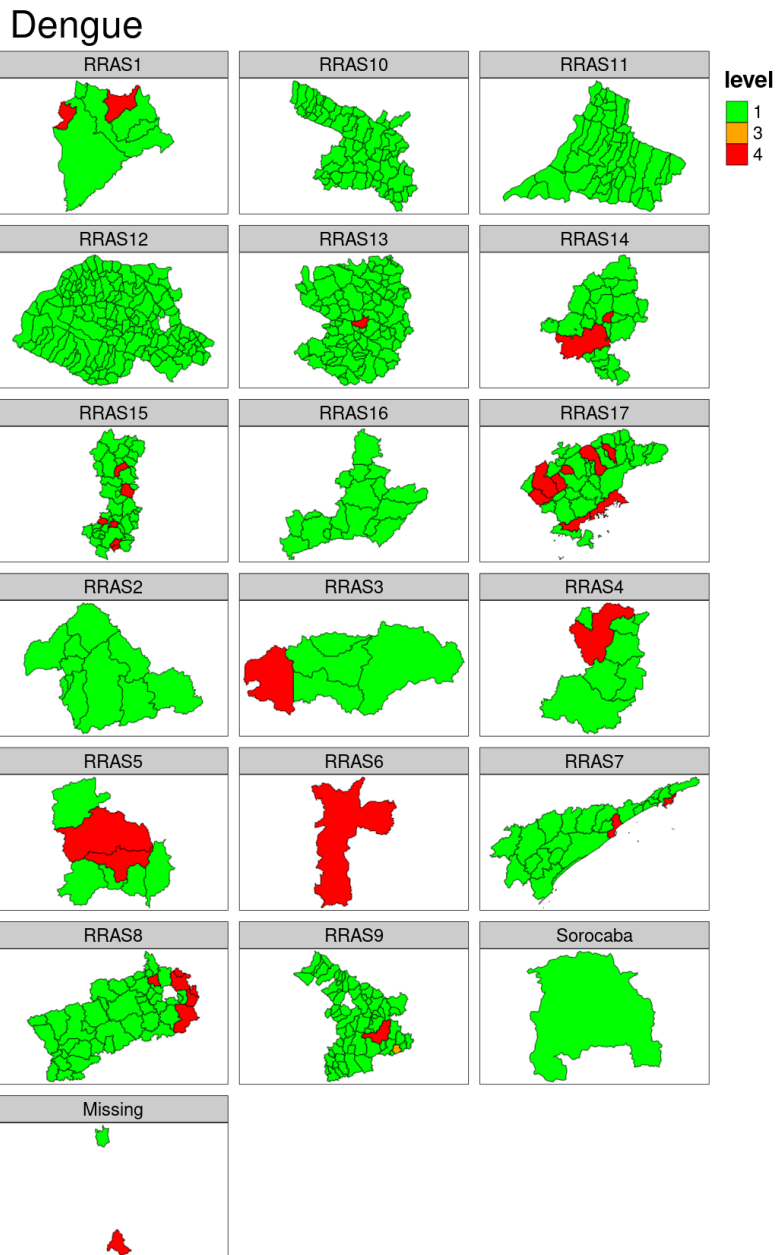 Dengue
RRAS1
RRAS10
RRAS11
level
1
3
4
RRAS12
RRAS13
RRAS14
RRAS15
RRAS16
RRAS17
RRAS2
RRAS3
RRAS4
RRAS5
RRAS6
RRAS7
RRAS8
RRAS9
Sorocaba
Missing